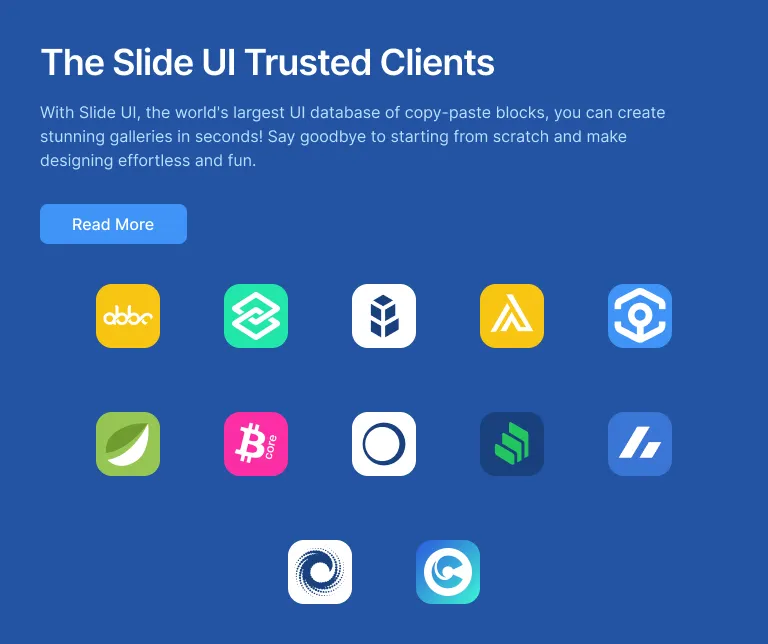 The Slide UI Trusted Clients
With Slide UI, the world's largest UI database of copy-paste blocks, you can create
stunning galleries in seconds! Say goodbye to starting from scratch and make
designing effortless and fun.
Read More
abbc
core